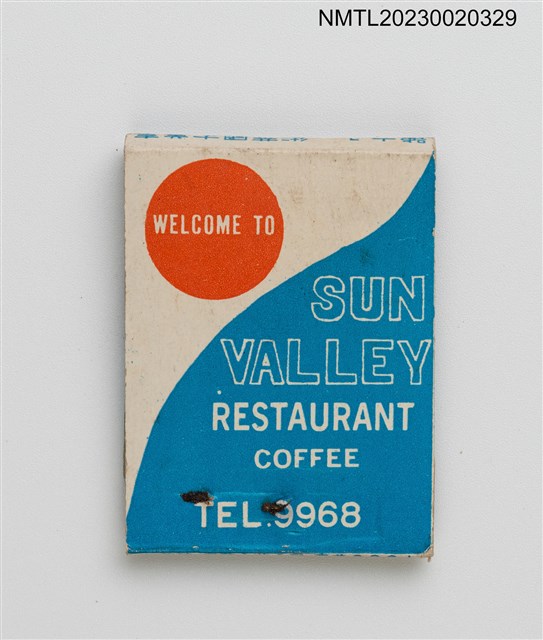 NMTL20230020329
WELCOME TO
SUN
VALLEY
RESTAURANT
COFFEE
TEL.9968